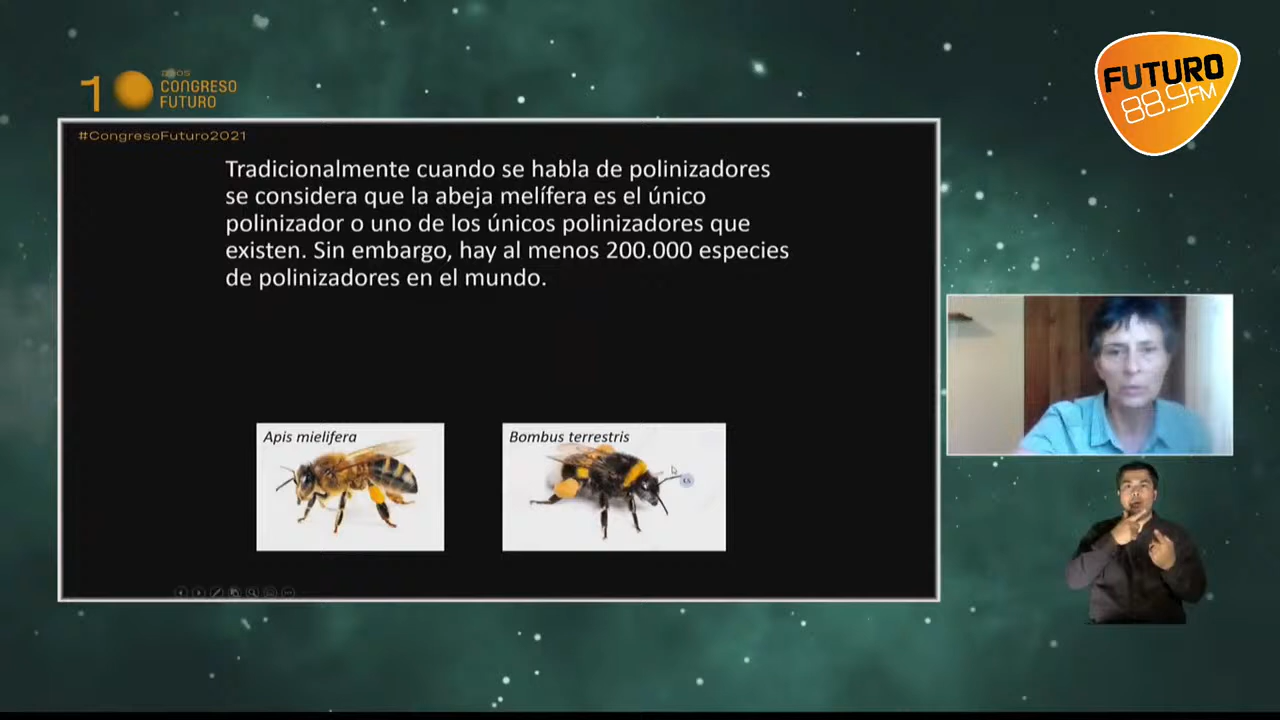 10 AÑOS
CONGRESO
FUTURO
#CongresoFuturo2021
Tradicionalmente cuando se habla de polinizadores
se considera que la abeja melífera es el único
polinizador o uno de los únicos polinizadores que
existen. Sin embargo, hay al menos 200.000 especies
de polinizadores en el mundo.
Apis mielifera
Bombus terrestris
FUTURO
88.9FM